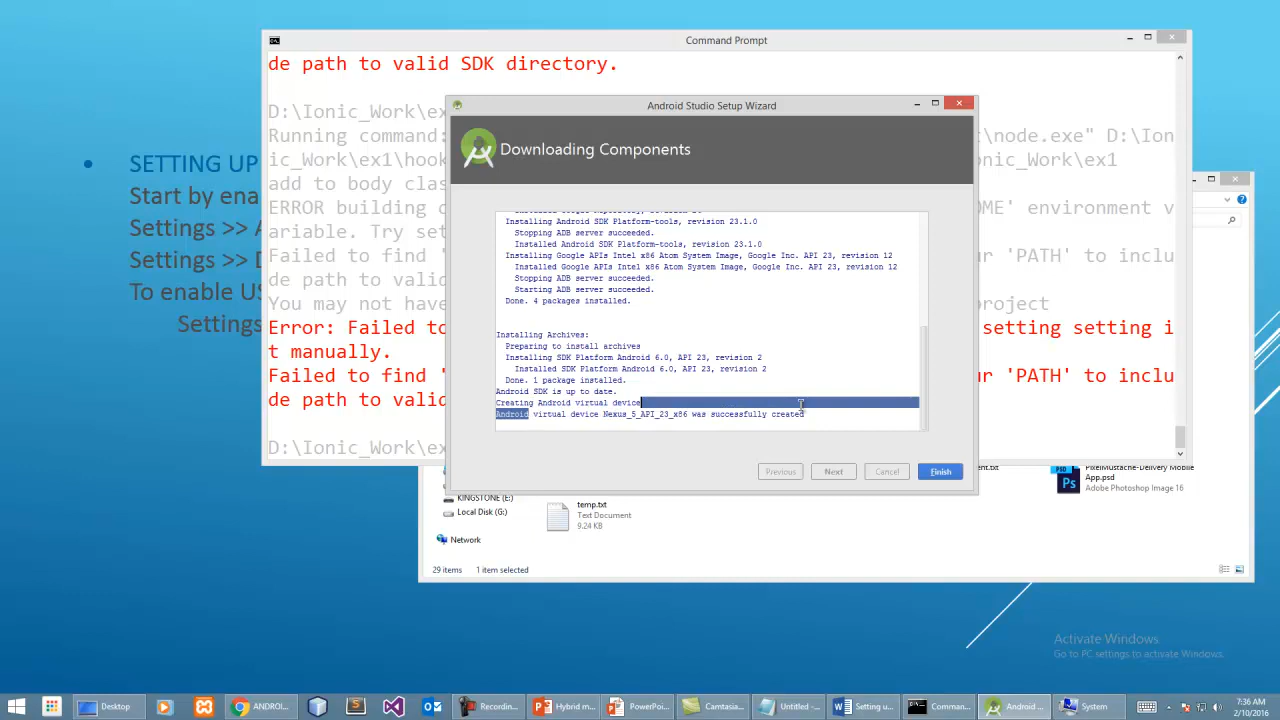 Command Prompt
de path to valid SDK directory.
Android Studio Setup Wizard
D:\Ionic_Work\ex
Running command: \node.exe" D:\Ion
Downloading Components
• SETTING UP
ic_Work\ex1\hook onic_Work\ex1
Start by ena
add to body clas
ERROR building OME' environment v
Settings >>
ariable. Try set
Failed to find ' ur 'PATH' to inclu
Settings >>
de path to valid
To enable US
You may not have project
Settings
Error: Failed to setting setting i
t manually.
Failed to find ' ur 'PATH' to inclu
de path to valid
D:\Ionic_Work\ex
Installing Android SDK Platform-tools, revision 23.1.0
Stopping ADB server succeeded.
Installed Android SDK Platform-tools, revision 23.1.0
Installing Google APIs Intel x86 Atom System Image, Google Inc. API 23, revision 12
Installed Google APIs Intel x86 Atom System Image, Google Inc. API 23, revision 12
Stopping ADB server succeeded.
Starting ADB server succeeded.
Done. 4 packages installed.
Installing Archives:
Preparing to install archives
Installing SDK Platform Android 6.0, API 23, revision 2
Installed SDK Platform Android 6.0, API 23, revision 2
Done. 1 package installed.
Android SDK is up to date.
Creating Android virtual device
Android virtual device Nexus_5_API_23_x86 was successfully created
Previous Next Cancel Finish
PixelMustache-Delivery Mobile
App.psd
Adobe Photoshop Image 16
KINGSTONE (E:)
Local Disk (G:)
Network
temp.txt
Text Document
9.24 KB
29 items 1 item selected
Activate Windows
Go to PC settings to activate Windows.
Desktop ANDROI... Recordin... Hybrid m... PowerPoi... Camtasia... Untitled -... Setting u... Comman... Android ... System
7:36 AM
2/10/2016